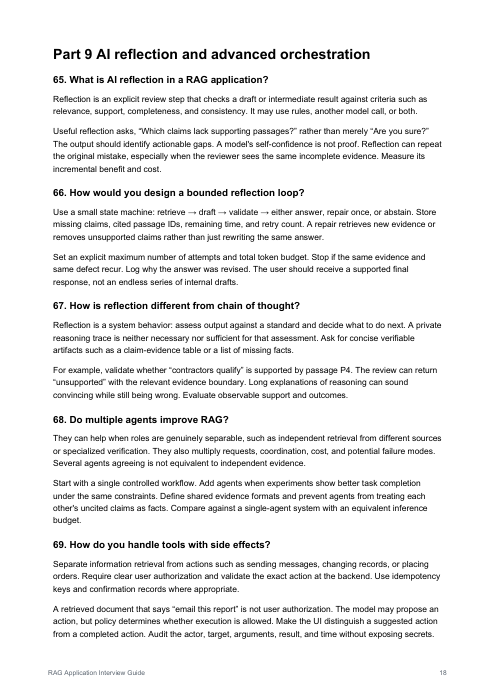 Part 9 AI reflection and advanced orchestration
65. What is AI reflection in a RAG application?
Reflection is an explicit review step that checks a draft or intermediate result against criteria such as
relevance, support, completeness, and consistency. It may use rules, another model call, or both.
Useful reflection asks, “Which claims lack supporting passages?” rather than merely “Are you sure?”
The output should identify actionable gaps. A model's self-confidence is not proof. Reflection can repeat
the original mistake, especially when the reviewer sees the same incomplete evidence. Measure its
incremental benefit and cost.
66. How would you design a bounded reflection loop?
Use a small state machine: retrieve → draft → validate → either answer, repair once, or abstain. Store
missing claims, cited passage IDs, remaining time, and retry count. A repair retrieves new evidence or
removes unsupported claims rather than just rewriting the same answer.
Set an explicit maximum number of attempts and total token budget. Stop if the same evidence and
same defect recur. Log why the answer was revised. The user should receive a supported final
response, not an endless series of internal drafts.
67. How is reflection different from chain of thought?
Reflection is a system behavior: assess output against a standard and decide what to do next. A private
reasoning trace is neither necessary nor sufficient for that assessment. Ask for concise verifiable
artifacts such as a claim-evidence table or a list of missing facts.
For example, validate whether “contractors qualify” is supported by passage P4. The review can return
“unsupported” with the relevant evidence boundary. Long explanations of reasoning can sound
convincing while still being wrong. Evaluate observable support and outcomes.
68. Do multiple agents improve RAG?
They can help when roles are genuinely separable, such as independent retrieval from different sources
or specialized verification. They also multiply requests, coordination, cost, and potential failure modes.
Several agents agreeing is not equivalent to independent evidence.
Start with a single controlled workflow. Add agents when experiments show better task completion
under the same constraints. Define shared evidence formats and prevent agents from treating each
other's uncited claims as facts. Compare against a single-agent system with an equivalent inference
budget.
69. How do you handle tools with side effects?
Separate information retrieval from actions such as sending messages, changing records, or placing
orders. Require clear user authorization and validate the exact action at the backend. Use idempotency
keys and confirmation records where appropriate.
A retrieved document that says “email this report” is not user authorization. The model may propose an
action, but policy determines whether execution is allowed. Make the UI distinguish a suggested action
from a completed action. Audit the actor, target, arguments, result, and time without exposing secrets.
RAG Application Interview Guide
18